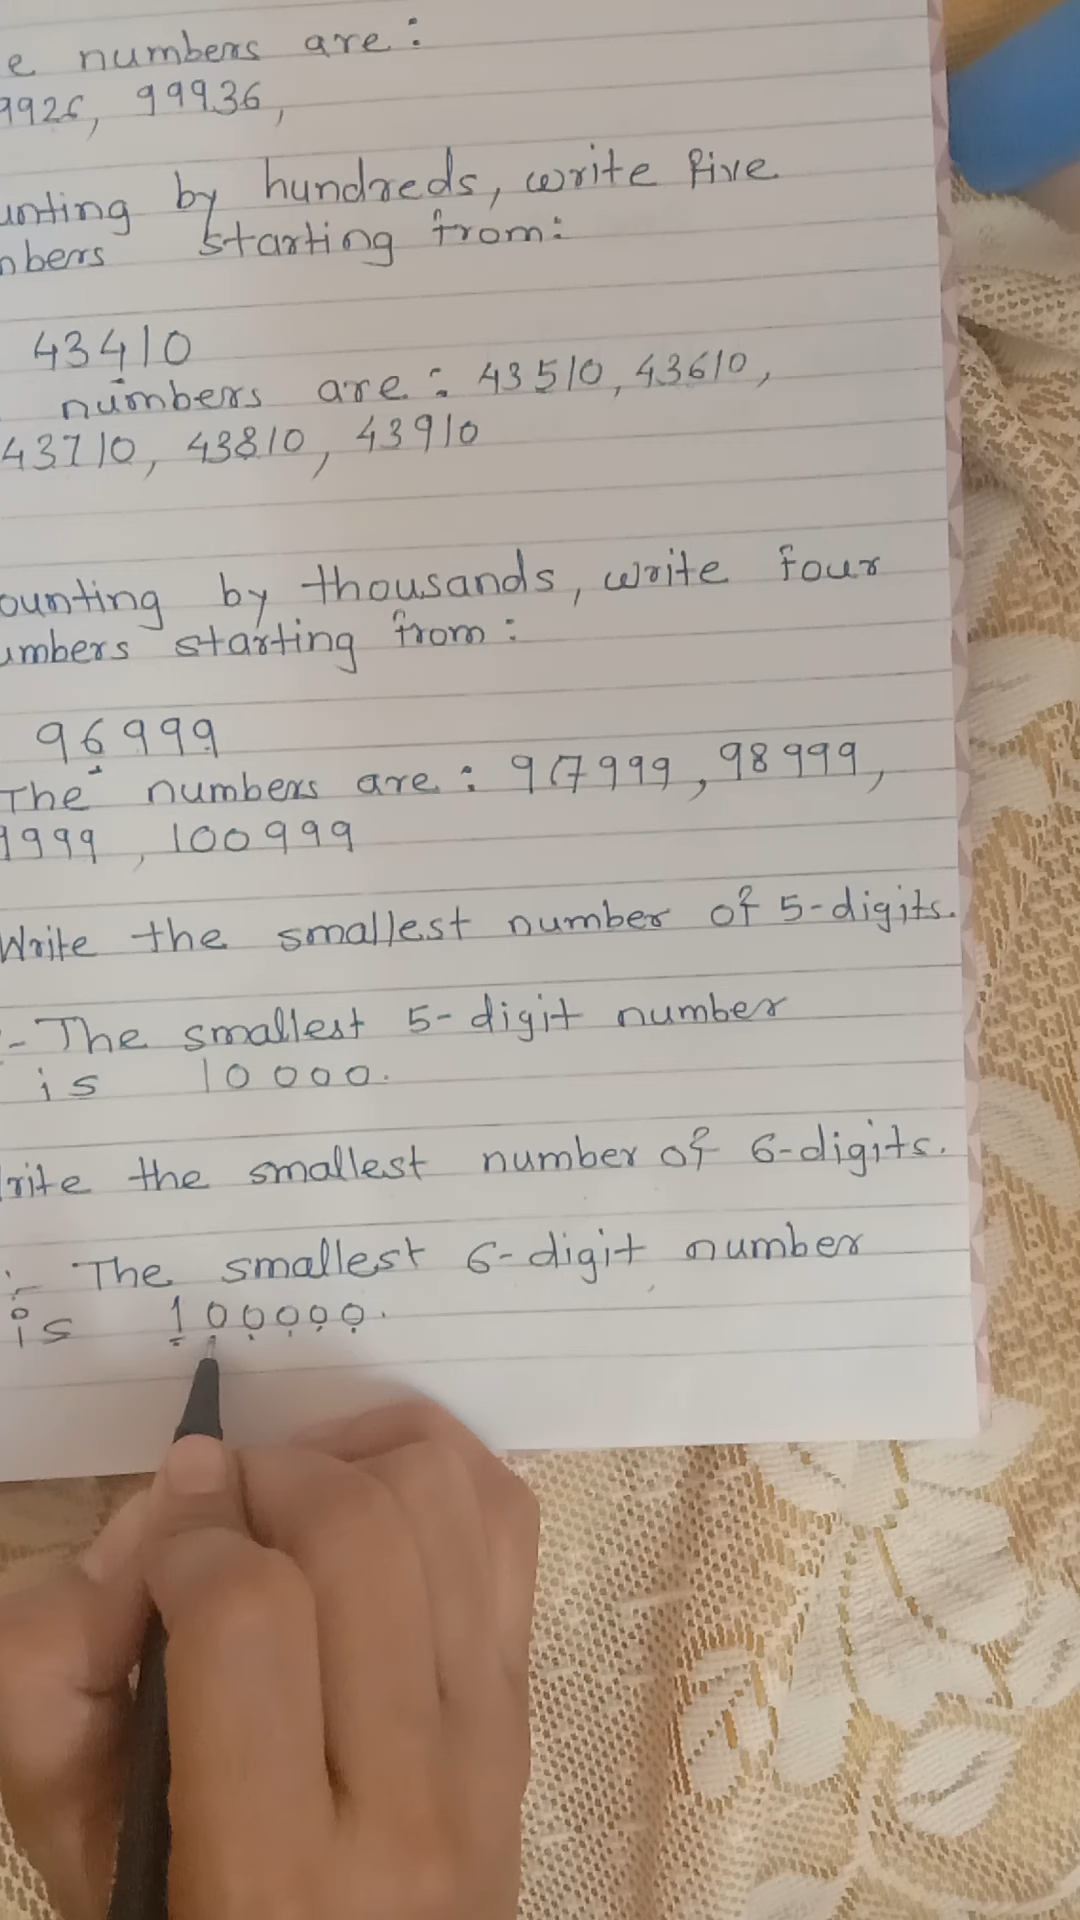 e numbers are:
9926, 99936,
unting by hundreds, write five
mbers starting from:
43410
numbers are: 43510, 43610,
43710, 43810, 43910
ounting by thousands, write four
umbers starting from:
96999
The numbers are: 97999, 98999,
9999, 100999
Write the smallest number of 5-digits.
:- The smallest 5-digit number
is 10000.
rite the smallest number of 6-digits.
:- The smallest 6-digit number
is 100000.